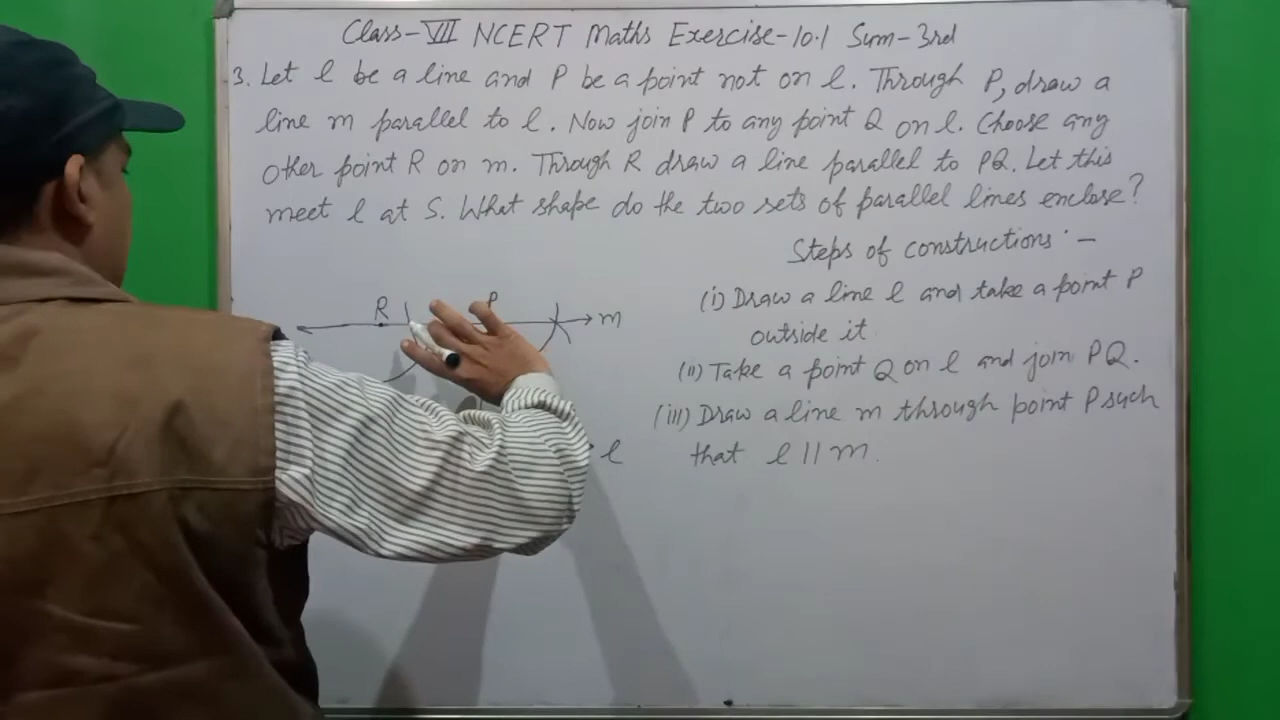 Class-VII NCERT Maths Exercise-10.1 Sum-3rd
3. Let l be a line and P be a point not on l. Through P, draw a
line m parallel to l. Now join P to any point Q on l. Choose any
other point R on m. Through R draw a line parallel to PQ. Let this
meet l at S. What shape do the two sets of parallel lines enclose?
Steps of constructions :-
(i) Draw a line l and take a point P
outside it.
(ii) Take a point Q on l and join PQ.
(iii) Draw a line m through point P such
that l || m.
R P m
l